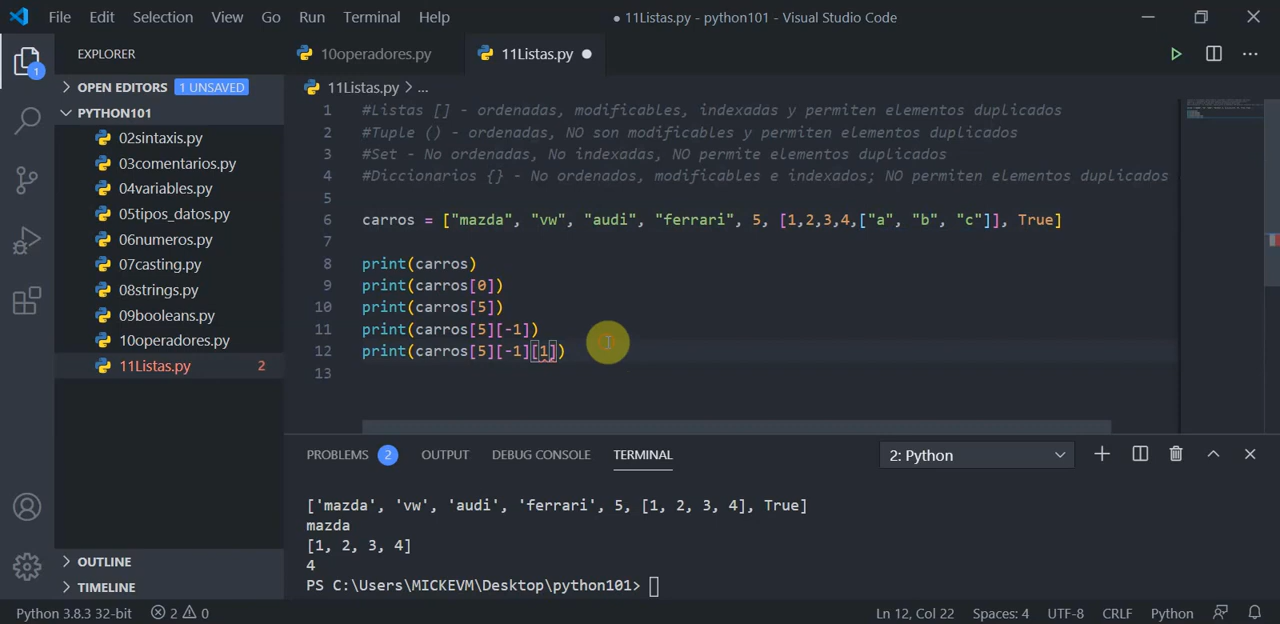 File Edit Selection View Go Run Terminal Help
● 11Listas.py - python101 - Visual Studio Code
EXPLORER
10operadores.py
11Listas.py
OPEN EDITORS 1 UNSAVED
PYTHON101
02sintaxis.py
03comentarios.py
04variables.py
05tipos_datos.py
06numeros.py
07casting.py
08strings.py
09booleans.py
10operadores.py
11Listas.py 2
OUTLINE
TIMELINE
1
11Listas.py > ...
1 #Listas [] - ordenadas, modificables, indexadas y permiten elementos duplicados
2 #Tuple () - ordenadas, NO son modificables y permiten elementos duplicados
3 #Set - No ordenadas, No indexadas, NO permite elementos duplicados
4 #Diccionarios {} - No ordenados, modificables e indexados; NO permiten elementos duplicados
5
6 carros = ["mazda", "vw", "audi", "ferrari", 5, [1,2,3,4,["a", "b", "c"]], True]
7
8 print(carros)
9 print(carros[0])
10 print(carros[5])
11 print(carros[5][-1])
12 print(carros[5][-1][1])
13
PROBLEMS 2 OUTPUT DEBUG CONSOLE TERMINAL
2: Python
['mazda', 'vw', 'audi', 'ferrari', 5, [1, 2, 3, 4], True]
mazda
[1, 2, 3, 4]
4
PS C:\Users\MICKEVM\Desktop\python101>
Python 3.8.3 32-bit 2 0
Ln 12, Col 22 Spaces: 4 UTF-8 CRLF Python